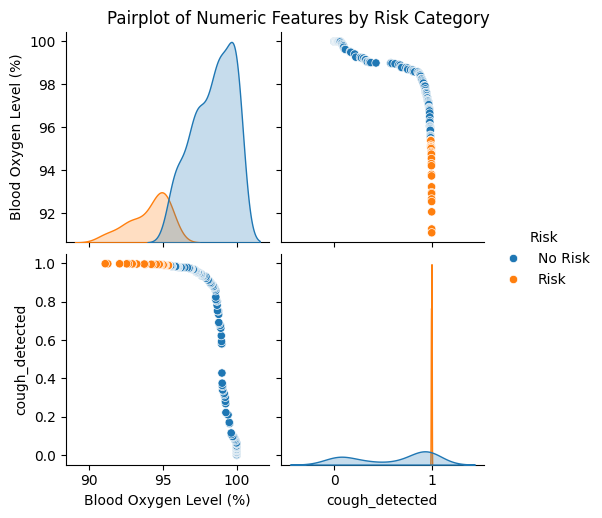 Pairplot of Numeric Features by Risk Category
Blood Oxygen Level (%)
100
98
96
94
92
Risk
No Risk
Risk
cough_detected
1.0
0.8
0.6
0.4
0.2
0.0
90
95
100
0
1
Blood Oxygen Level (%)
cough_detected